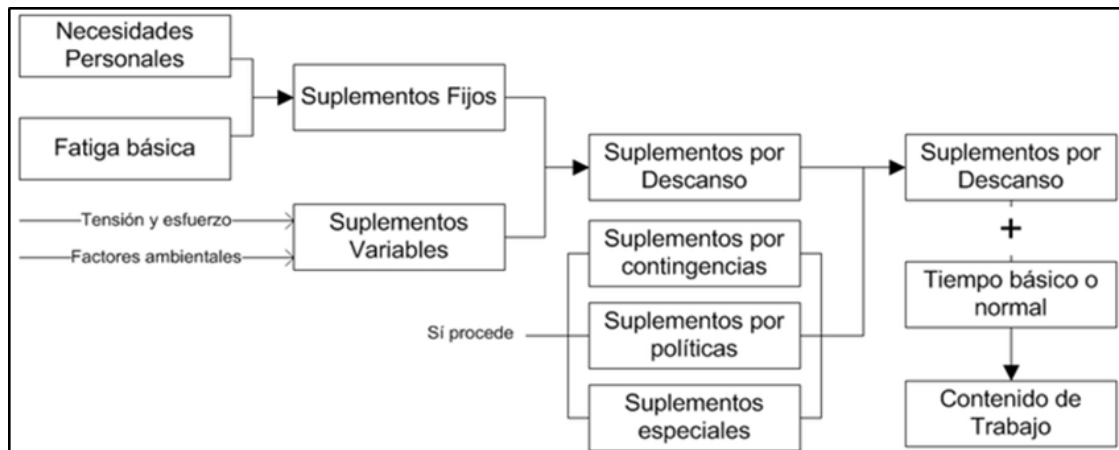 Necesidades
Personales
Fatiga básica
Tensión y esfuerzo
Factores ambientales
Suplementos Fijos
Suplementos
Variables
Sí procede
Suplementos por
Descanso
Suplementos por
contingencias
Suplementos por
políticas
Suplementos
especiales
Suplementos por
Descanso
+
Tiempo básico o
normal
Contenido de
Trabajo